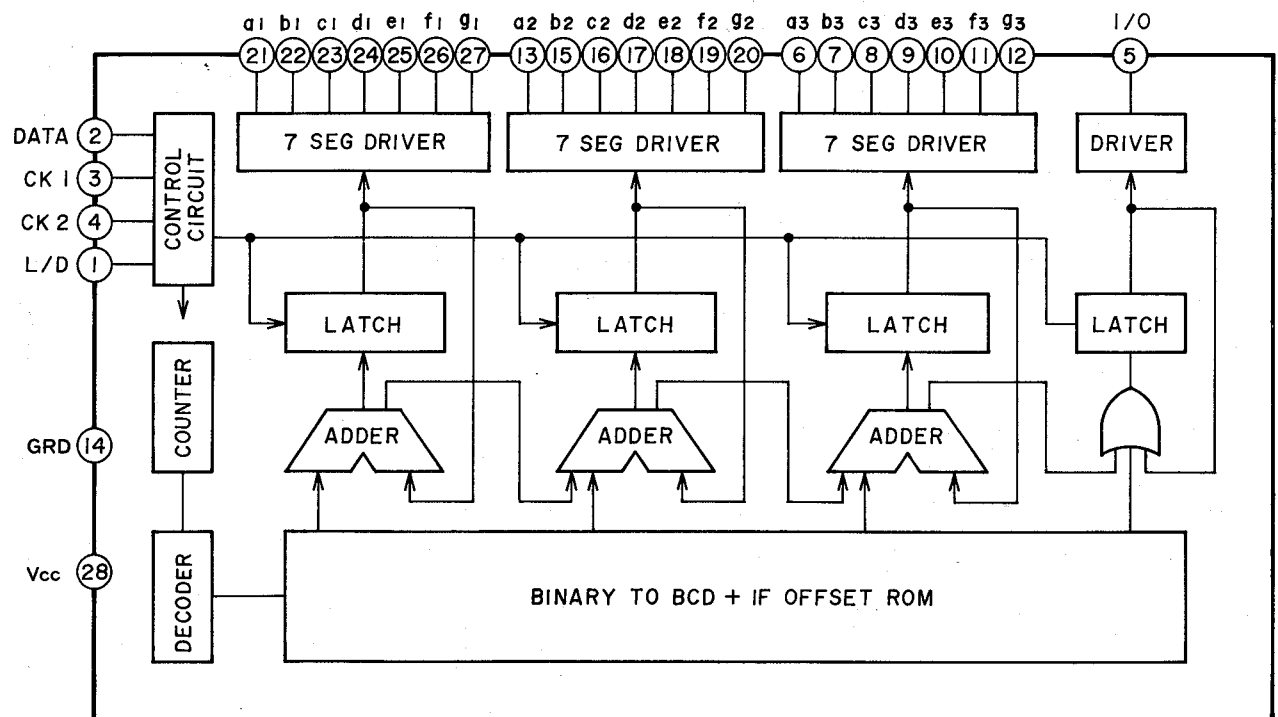 a1 b1 c1 d1 e1 f1 g1 a2 b2 c2 d2 e2 f2 g2 a3 b3 c3 d3 e3 f3 g3 I/O
21 22 23 24 25 26 27 13 15 16 17 18 19 20 6 7 8 9 10 11 12 5
DATA 2
CK 1 3
CK 2 4
L/D 1
CONTROL
CIRCUIT
7 SEG DRIVER 7 SEG DRIVER 7 SEG DRIVER DRIVER
LATCH LATCH LATCH LATCH
COUNTER
ADDER ADDER ADDER
GRD 14
Vcc 28
DECODER
BINARY TO BCD + IF OFFSET ROM